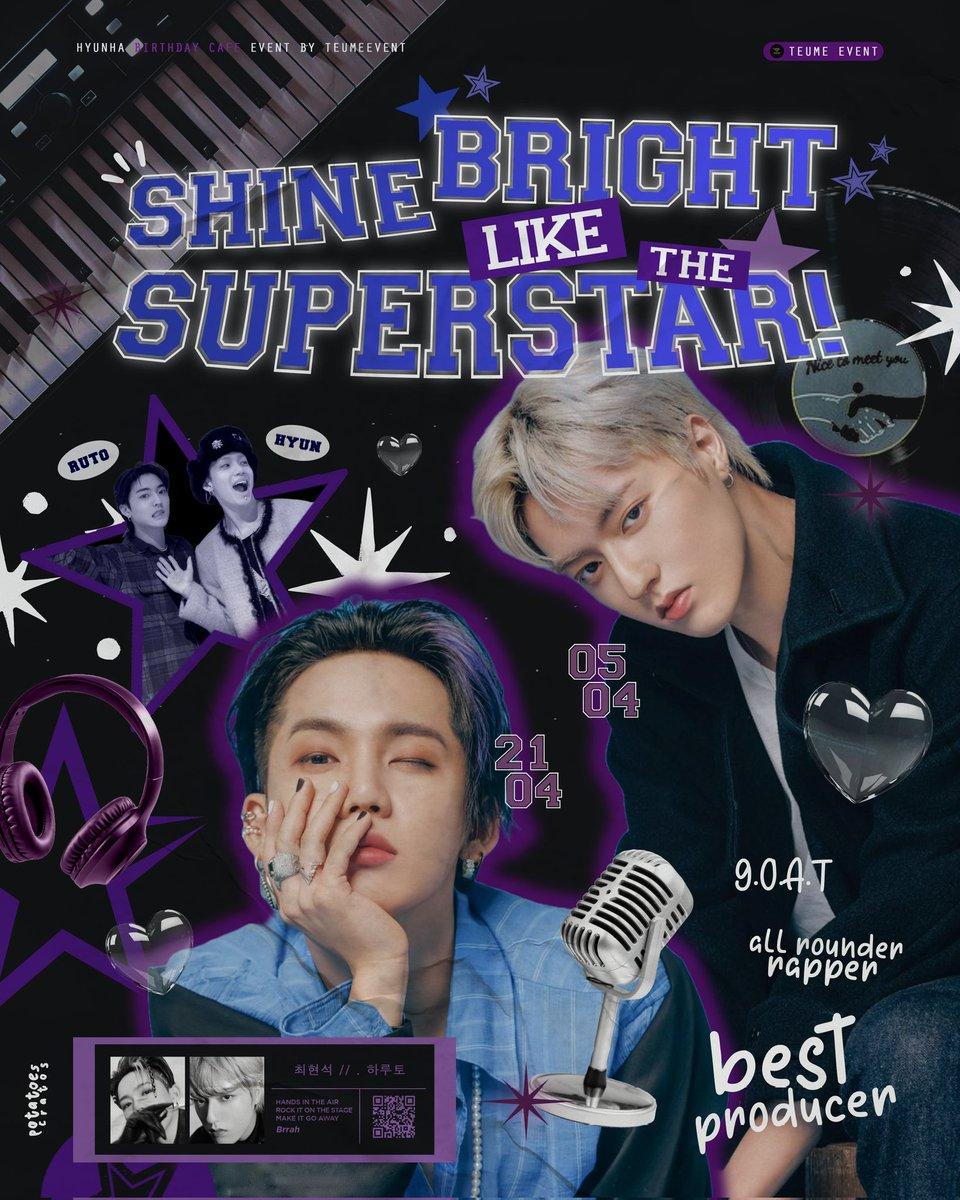 HYUNHA BIRTHDAY CAFE EVENT BY TEUMEEVENT
TEUME EVENT
SHINE BRIGHT
LIKE THE
SUPERSTAR!
Nice to meet you
RUTO
HYUN
05
04
21
04
g.O.A.T
all rounder
rapper
best
producer
potatoes
최현석 // . 하루토
HANDS IN THE AIR
ROCK IT ON THE STAGE
MAKE IT GO AWAY
Brrah